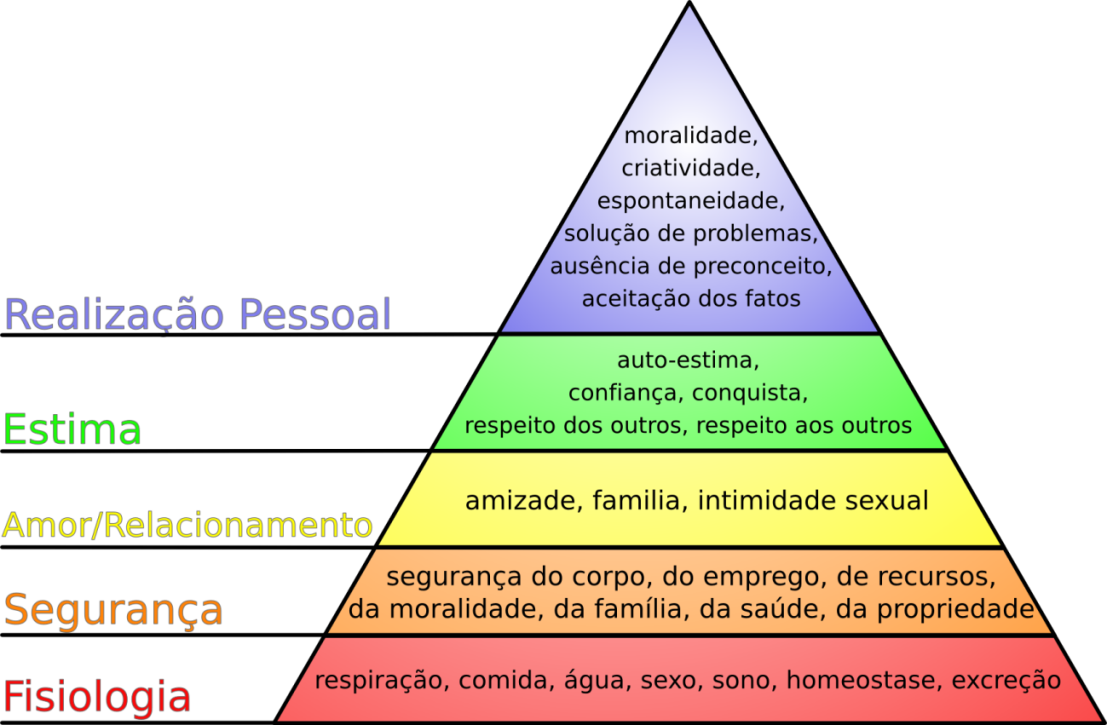 moralidade,
criatividade,
espontaneidade,
solução de problemas,
ausência de preconceito,
aceitação dos fatos
Realização Pessoal
auto-estima,
confiança, conquista,
respeito dos outros, respeito aos outros
Estima
amizade, familia, intimidade sexual
Amor/Relacionamento
segurança do corpo, do emprego, de recursos,
da moralidade, da família, da saúde, da propriedade
Segurança
respiração, comida, água, sexo, sono, homeostase, excreção
Fisiologia